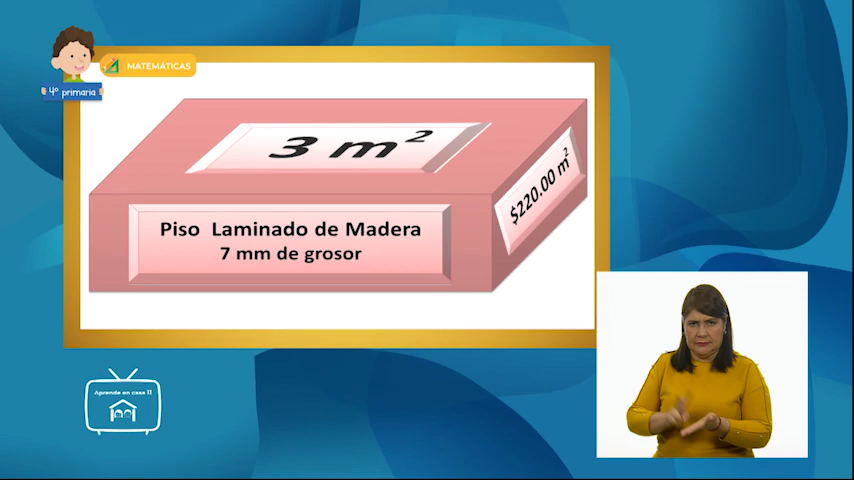 MATEMÁTICAS
4º primaria
3 m²
$220.00 m²
Piso Laminado de Madera
7 mm de grosor
Aprende en casa II